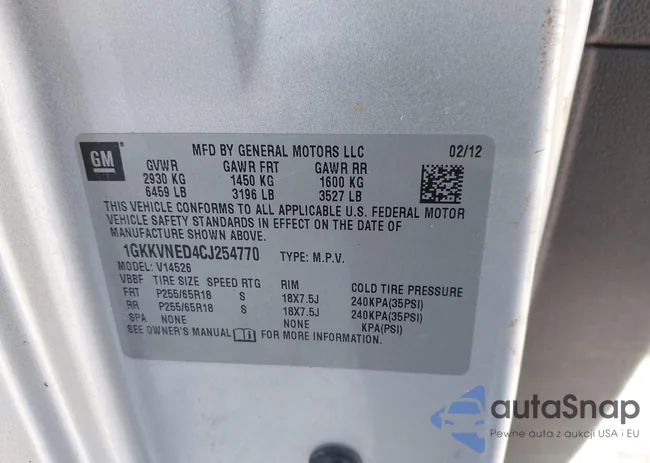 GM
MFD BY GENERAL MOTORS LLC 02/12
GVWR GAWR FRT GAWR RR
2930 KG 1450 KG 1600 KG
6459 LB 3196 LB 3527 LB
THIS VEHICLE CONFORMS TO ALL APPLICABLE U.S. FEDERAL MOTOR
VEHICLE SAFETY STANDARDS IN EFFECT ON THE DATE OF
MANUFACTURE SHOWN ABOVE.
1GKKVNED4CJ254770 TYPE: M.P.V.
MODEL: V14526
VBBF TIRE SIZE SPEED RTG RIM COLD TIRE PRESSURE
FRT P255/65R18 S 18X7.5J 240KPA(35PSI)
RR P255/65R18 S 18X7.5J 240KPA(35PSI)
SPA NONE NONE KPA(PSI)
SEE OWNER'S MANUAL FOR MORE INFORMATION.
autaSnap
Pewne auta z aukcji USA i EU